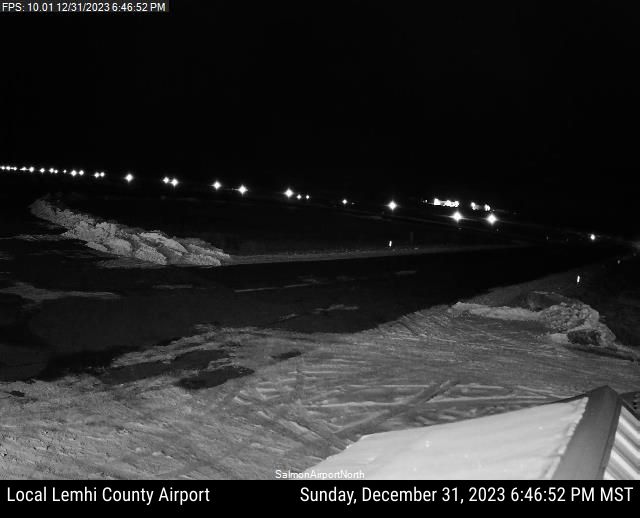 FPS: 10.01 12/31/2023 6:46:52 PM
SalmonAirportNorth
Local Lemhi County Airport Sunday, December 31, 2023 6:46:52 PM MST